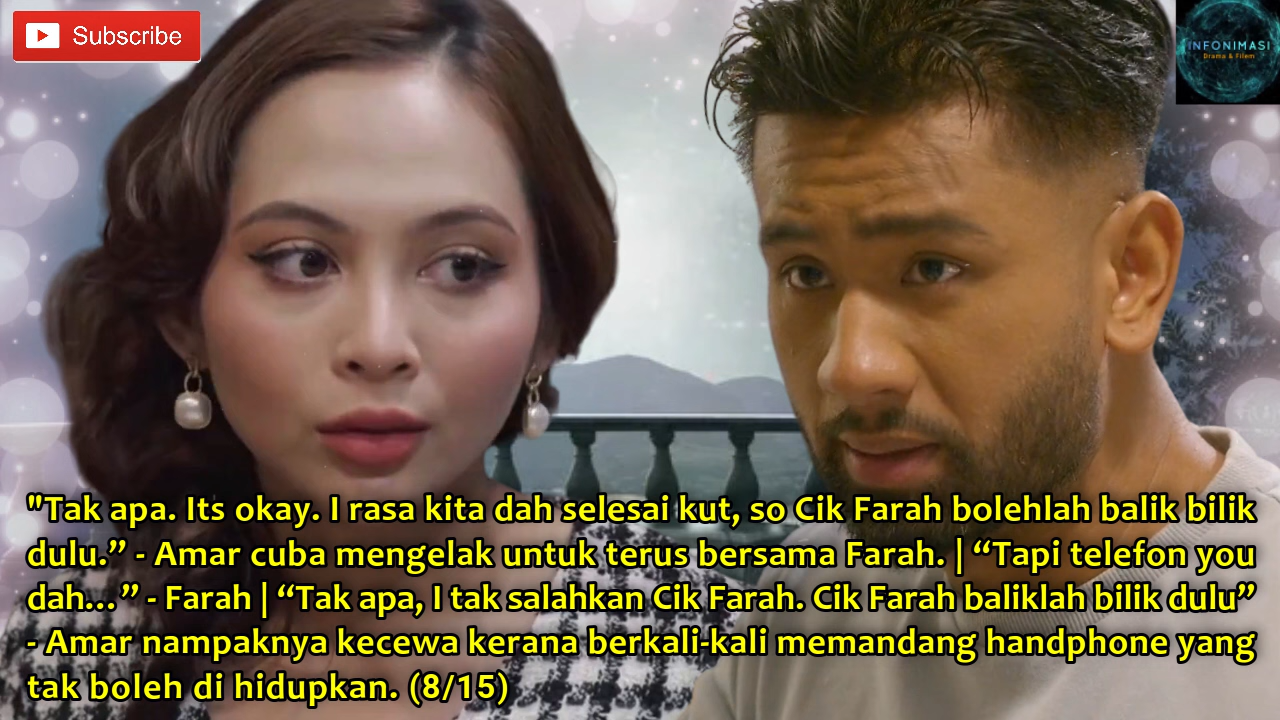 Subscribe
INFONIMASI
Drama & Filem
"Tak apa. Its okay. I rasa kita dah selesai kut, so Cik Farah bolehlah balik bilik
dulu.” - Amar cuba mengelak untuk terus bersama Farah. | “Tapi telefon you
dah...” - Farah | “Tak apa, I tak salahkan Cik Farah. Cik Farah baliklah bilik dulu”
- Amar nampaknya kecewa kerana berkali-kali memandang handphone yang
tak boleh di hidupkan. (8/15)